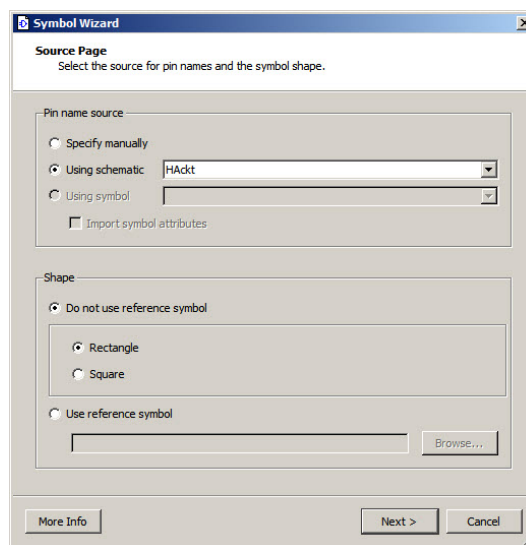 Symbol Wizard
Source Page
Select the source for pin names and the symbol shape.
Pin name source
Specify manually
Using schematic HAckt
Using symbol
Import symbol attributes
Shape
Do not use reference symbol
Rectangle
Square
Use reference symbol
Browse...
More Info Next > Cancel